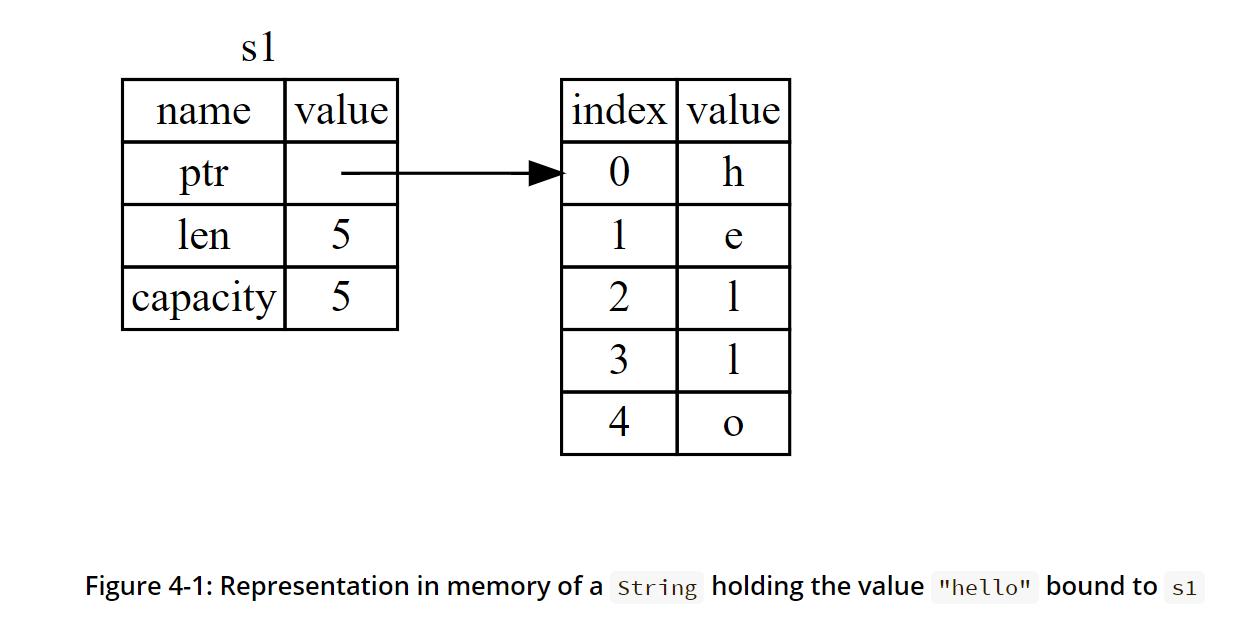 s1
name value
ptr
len 5
capacity 5
index value
0 h
1 e
2 l
3 l
4 o
Figure 4-1: Representation in memory of a String holding the value "hello" bound to s1